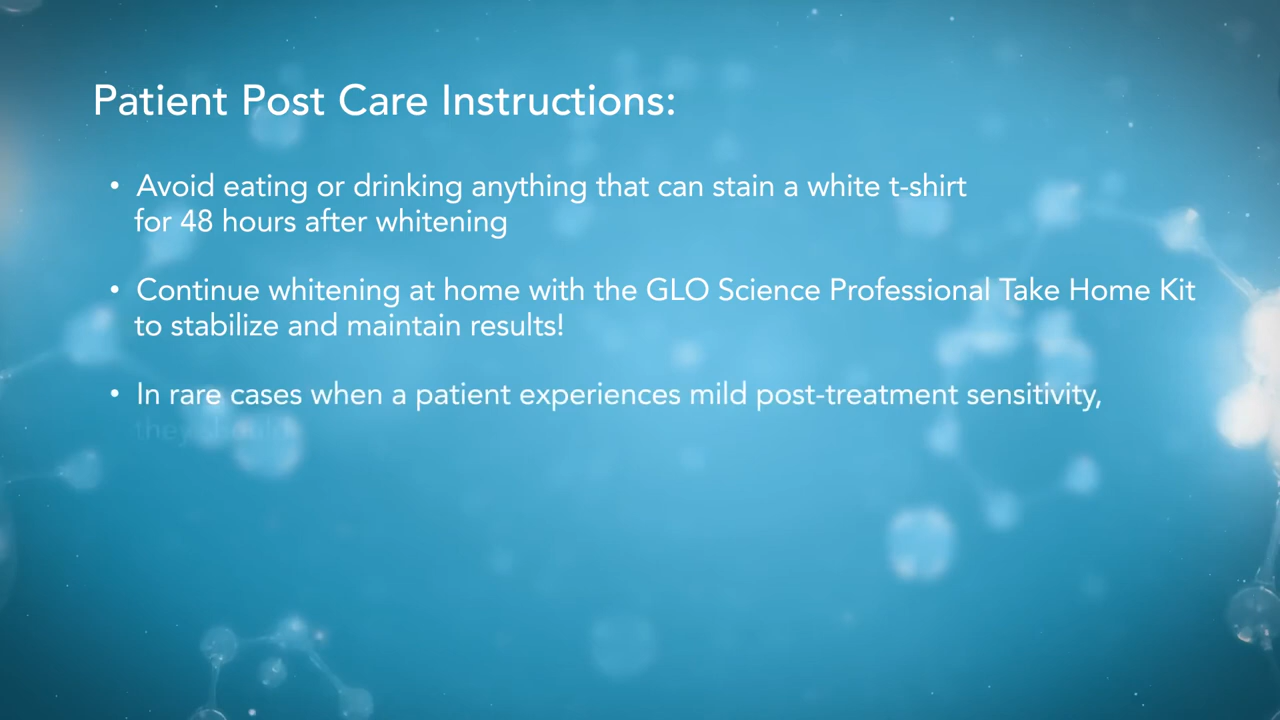 Patient Post Care Instructions:
• Avoid eating or drinking anything that can stain a white t-shirt
for 48 hours after whitening
• Continue whitening at home with the GLO Science Professional Take Home Kit
to stabilize and maintain results!
• In rare cases when a patient experiences mild post-treatment sensitivity,
they should